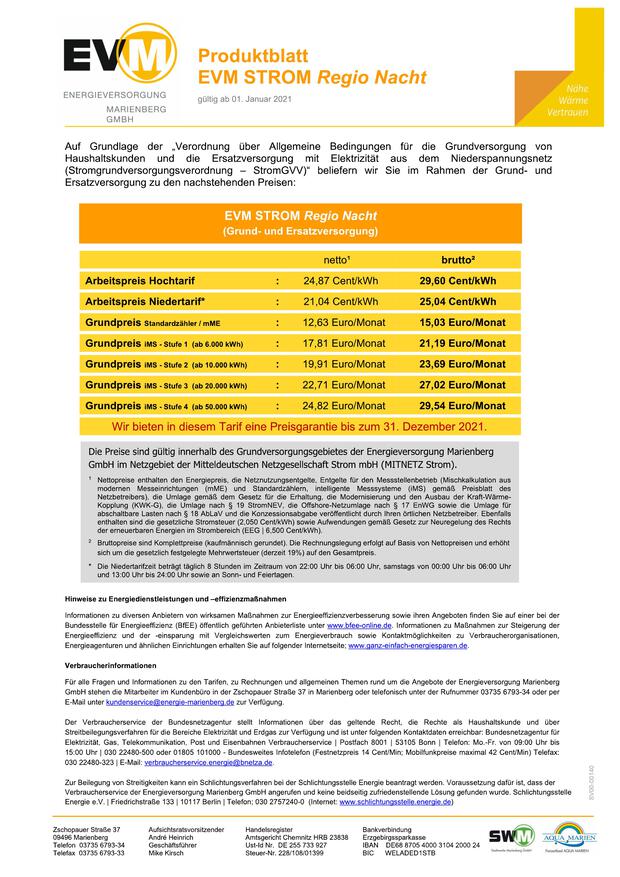 EVM
ENERGIEVERSORGUNG
MARIENBERG
GMBH
Produktblatt
EVM STROM Regio Nacht
gültig ab 01. Januar 2021
Nähe
Wärme
Vertrauen
Auf Grundlage der „Verordnung über Allgemeine Bedingungen für die Grundversorgung von
Haushaltskunden und die Ersatzversorgung mit Elektrizität aus dem Niederspannungsnetz
(Stromgrundversorgungsverordnung – StromGVV)“ beliefern wir Sie im Rahmen der Grund- und
Ersatzversorgung zu den nachstehenden Preisen:
EVM STROM Regio Nacht
(Grund- und Ersatzversorgung)
netto¹ brutto²
Arbeitspreis Hochtarif : 24,87 Cent/kWh 29,60 Cent/kWh
Arbeitspreis Niedertarif* : 21,04 Cent/kWh 25,04 Cent/kWh
Grundpreis Standardzähler / mME : 12,63 Euro/Monat 15,03 Euro/Monat
Grundpreis iMS - Stufe 1 (ab 6.000 kWh) : 17,81 Euro/Monat 21,19 Euro/Monat
Grundpreis iMS - Stufe 2 (ab 10.000 kWh) : 19,91 Euro/Monat 23,69 Euro/Monat
Grundpreis iMS - Stufe 3 (ab 20.000 kWh) : 22,71 Euro/Monat 27,02 Euro/Monat
Grundpreis iMS - Stufe 4 (ab 50.000 kWh) : 24,82 Euro/Monat 29,54 Euro/Monat
Wir bieten in diesem Tarif eine Preisgarantie bis zum 31. Dezember 2021.
Die Preise sind gültig innerhalb des Grundversorgungsgebietes der Energieversorgung Marienberg
GmbH im Netzgebiet der Mitteldeutschen Netzgesellschaft Strom mbH (MITNETZ Strom).
¹ Nettopreise enthalten den Energiepreis, die Netznutzungsentgelte, Entgelte für den Messstellenbetrieb (Mischkalkulation aus
modernen Messeinrichtungen (mME) und Standardzählern, intelligente Messsysteme (iMS) gemäß Preisblatt des
Netzbetreibers), die Umlage gemäß dem Gesetz für die Erhaltung, die Modernisierung und den Ausbau der Kraft-Wärme-
Kopplung (KWK-G), die Umlage nach § 19 StromNEV, die Offshore-Netzumlage nach § 17 EnWG sowie die Umlage für
abschaltbare Lasten nach § 18 AbLaV und die Konzessionsabgabe veröffentlicht durch Ihren örtlichen Netzbetreiber. Ebenfalls
enthalten sind die gesetzliche Stromsteuer (2,050 Cent/kWh) sowie Aufwendungen gemäß Gesetz zur Neuregelung des Rechts
der erneuerbaren Energien im Strombereich (EEG | 6,500 Cent/kWh).
² Bruttopreise sind Komplettpreise (kaufmännisch gerundet). Die Rechnungslegung erfolgt auf Basis von Nettopreisen und erhöht
sich um die gesetzlich festgelegte Mehrwertsteuer (derzeit 19%) auf den Gesamtpreis.
* Die Niedertarifzeit beträgt täglich 8 Stunden im Zeitraum von 22:00 Uhr bis 06:00 Uhr, samstags von 00:00 Uhr bis 06:00 Uhr
und 13:00 Uhr bis 24:00 Uhr sowie an Sonn- und Feiertagen.
Hinweise zu Energiedienstleistungen und –effizienzmaßnahmen
Informationen zu diversen Anbietern von wirksamen Maßnahmen zur Energieeffizienzverbesserung sowie ihren Angeboten finden Sie auf einer bei der
Bundesstelle für Energieeffizienz (BfEE) öffentlich geführten Anbieterliste unter www.bfee-online.de. Informationen zu Maßnahmen zur Steigerung der
Energieeffizienz und der -einsparung mit Vergleichswerten zum Energieverbrauch sowie Kontaktmöglichkeiten zu Verbraucherorganisationen,
Energieagenturen und ähnlichen Einrichtungen erhalten Sie auf folgender Internetseite; www.ganz-einfach-energiesparen.de.
Verbraucherinformationen
Für alle Fragen und Informationen zu den Tarifen, zu Rechnungen und allgemeinen Themen rund um die Angebote der Energieversorgung Marienberg
GmbH stehen die Mitarbeiter im Kundenbüro in der Zschopauer Straße 37 in Marienberg oder telefonisch unter der Rufnummer 03735 6793-34 oder per
E-Mail unter kundenservice@energie-marienberg.de zur Verfügung.
Der Verbraucherservice der Bundesnetzagentur stellt Informationen über das geltende Recht, die Rechte als Haushaltskunde und über
Streitbeilegungsverfahren für die Bereiche Elektrizität und Erdgas zur Verfügung und ist unter folgenden Kontaktdaten erreichbar: Bundesnetzagentur für
Elektrizität, Gas, Telekommunikation, Post und Eisenbahnen Verbraucherservice | Postfach 8001 | 53105 Bonn | Telefon: Mo.-Fr. von 09:00 Uhr bis
15:00 Uhr | 030 22480-500 oder 01805 101000 - Bundesweites Infotelefon (Festnetzpreis 14 Cent/Min; Mobilfunkpreise maximal 42 Cent/Min) Telefax:
030 22480-323 | E-Mail: verbraucherservice.energie@bnetza.de.
Zur Beilegung von Streitigkeiten kann ein Schlichtungsverfahren bei der Schlichtungsstelle Energie beantragt werden. Voraussetzung dafür ist, dass der
Verbraucherservice der Energieversorgung Marienberg GmbH angerufen und keine beidseitig zufriedenstellende Lösung gefunden wurde. Schlichtungsstelle
Energie e.V. | Friedrichstraße 133 | 10117 Berlin | Telefon: 030 2757240-0 (Internet: www.schlichtungsstelle.energie.de)
EV00-00140
Zschopauer Straße 37
09496 Marienberg
Telefon 03735 6793-34
Telefax 03735 6793-33
Aufsichtsratsvorsitzender
André Heinrich
Geschäftsführer
Mike Kirsch
Handelsregister
Amtsgericht Chemnitz HRB 23838
Ust-Id Nr. DE 255 733 927
Steuer-Nr. 228/108/01399
Bankverbindung
Erzgebirgssparkasse
IBAN DE68 8705 4000 3104 2000 24
BIC WELADED1STB
SWM
Stadtwerke Marienberg GmbH
AQUA MARIEN
Freizeitbad AQUA MARIEN